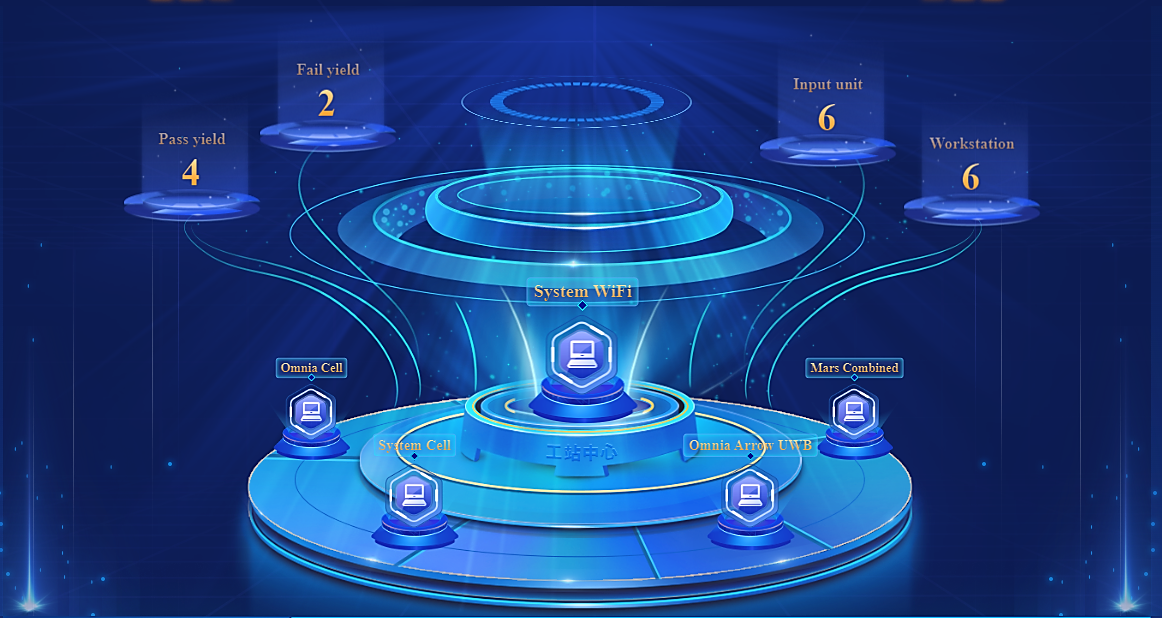 Fail yield
2
Input unit
6
Pass yield
4
Workstation
6
System WiFi
Omnia Cell
Mars Combined
System Cell
Omnia Arrow UWB
工站中心